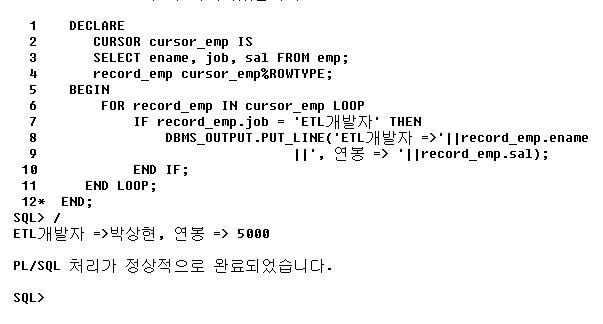 1 DECLARE
2 CURSOR cursor_emp IS
3 SELECT ename, job, sal FROM emp;
4 record_emp cursor_emp%ROWTYPE;
5 BEGIN
6 FOR record_emp IN cursor_emp LOOP
7 IF record_emp.job = 'ETL개발자' THEN
8 DBMS_OUTPUT.PUT_LINE('ETL개발자 =>'||record_emp.ename
9 ||', 연봉 => '||record_emp.sal);
10 END IF;
11 END LOOP;
12* END;
SQL> /
ETL개발자 =>박상현, 연봉 => 5000
PL/SQL 처리가 정상적으로 완료되었습니다.
SQL>